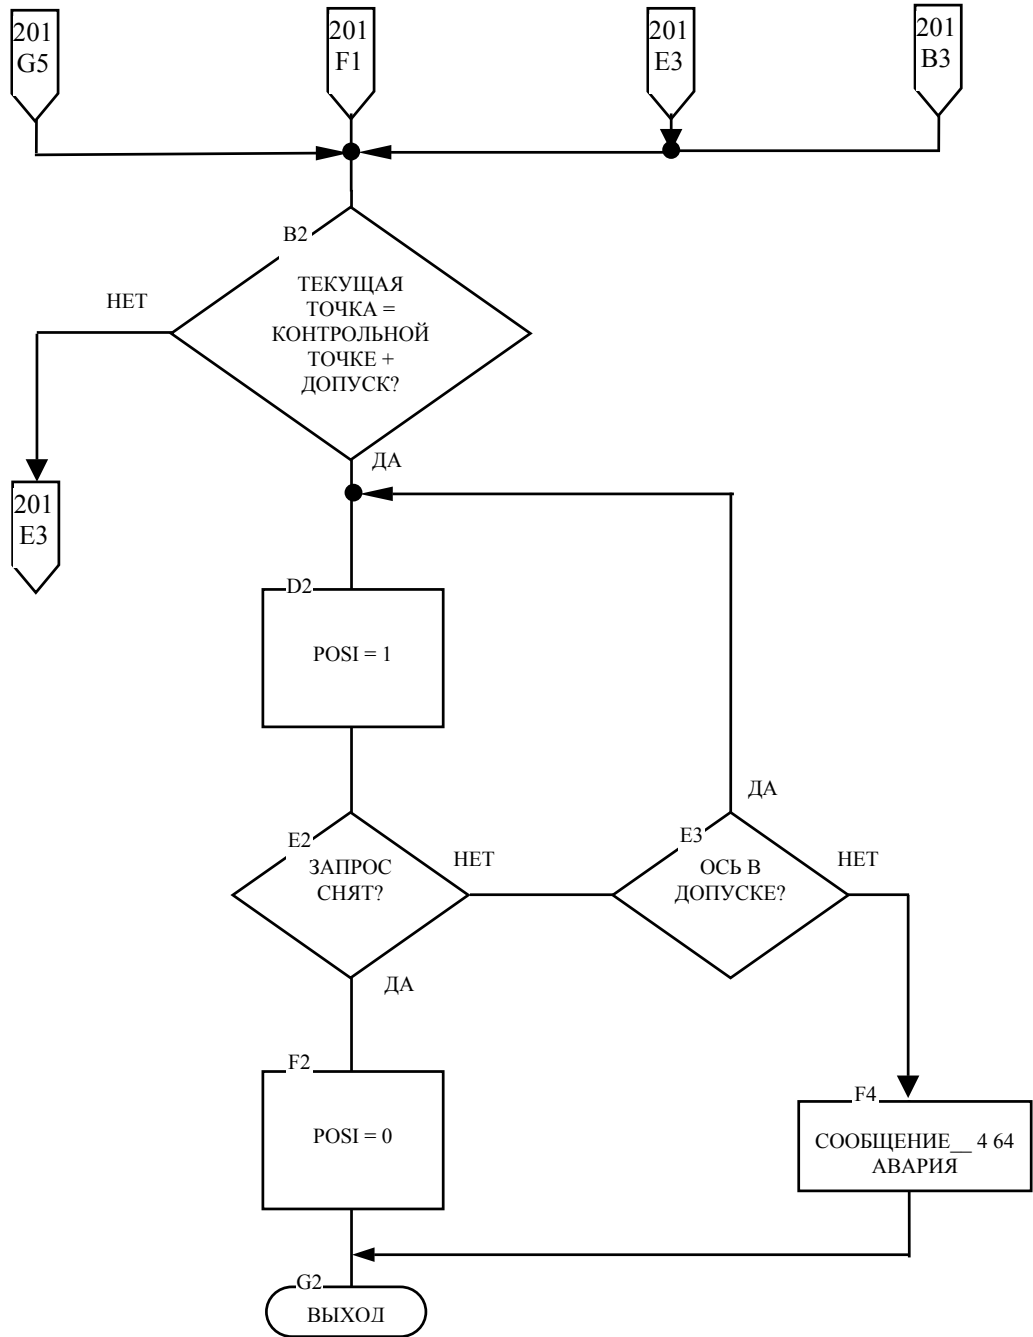 201
G5
201
F1
201
E3
201
B3
B2
НЕТ
ТЕКУЩАЯ
ТОЧКА =
КОНТРОЛЬНОЙ
ТОЧКЕ +
ДОПУСК?
ДА
201
E3
D2
POSI = 1
ДА
E2
ЗАПРОС
СНЯТ?
НЕТ
E3
ОСЬ В
ДОПУСКЕ?
НЕТ
ДА
F2
POSI = 0
F4
СООБЩЕНИЕ__ 4 64
АВАРИЯ
G2
ВЫХОД